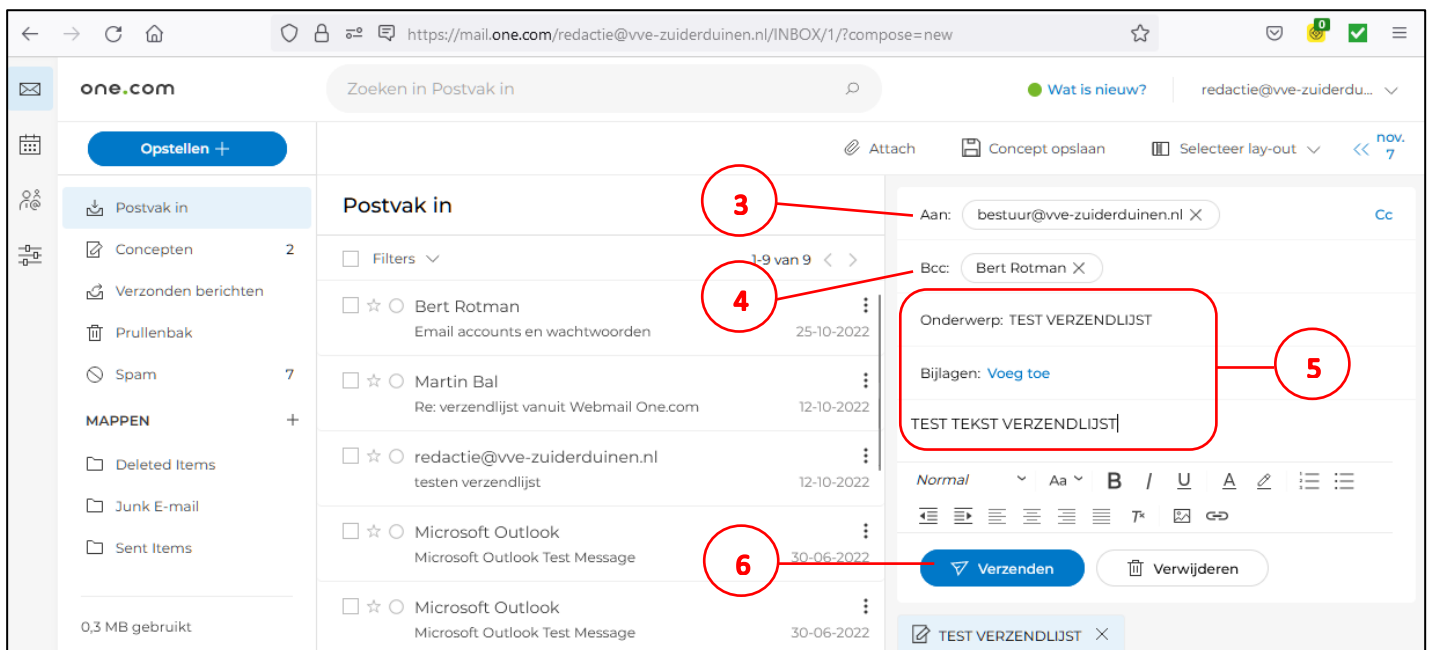 0
https://mail.one.com/redactie@vve-zuiderduinen.nl/INBOX/1/?compose=new
one.com
Zoeken in Postvak in
Wat is nieuw?
redactie@vve-zuiderdu...
Opstellen +
Attach
Concept opslaan
Selecteer lay-out
<< nov. 7
Postvak in
Concepten 2
Verzonden berichten
Prullenbak
Spam 7
MAPPEN +
Deleted Items
Junk E-mail
Sent Items
0,3 MB gebruikt
Postvak in
Filters
1-9 van 9 < >
Bert Rotman
Email accounts en wachtwoorden 25-10-2022
Martin Bal
Re: verzendlijst vanuit Webmail One.com 12-10-2022
redactie@vve-zuiderduinen.nl
testen verzendlijst 12-10-2022
Microsoft Outlook
Microsoft Outlook Test Message 30-06-2022
Microsoft Outlook
Microsoft Outlook Test Message 30-06-2022
3
Aan: bestuur@vve-zuiderduinen.nl X Cc
4
Bcc: Bert Rotman X
Onderwerp: TEST VERZENDLIJST
5
Bijlagen: Voeg toe
TEST TEKST VERZENDLIJST
Normal Aa B I U A
Tx
6
Verzenden
Verwijderen
TEST VERZENDLIJST X